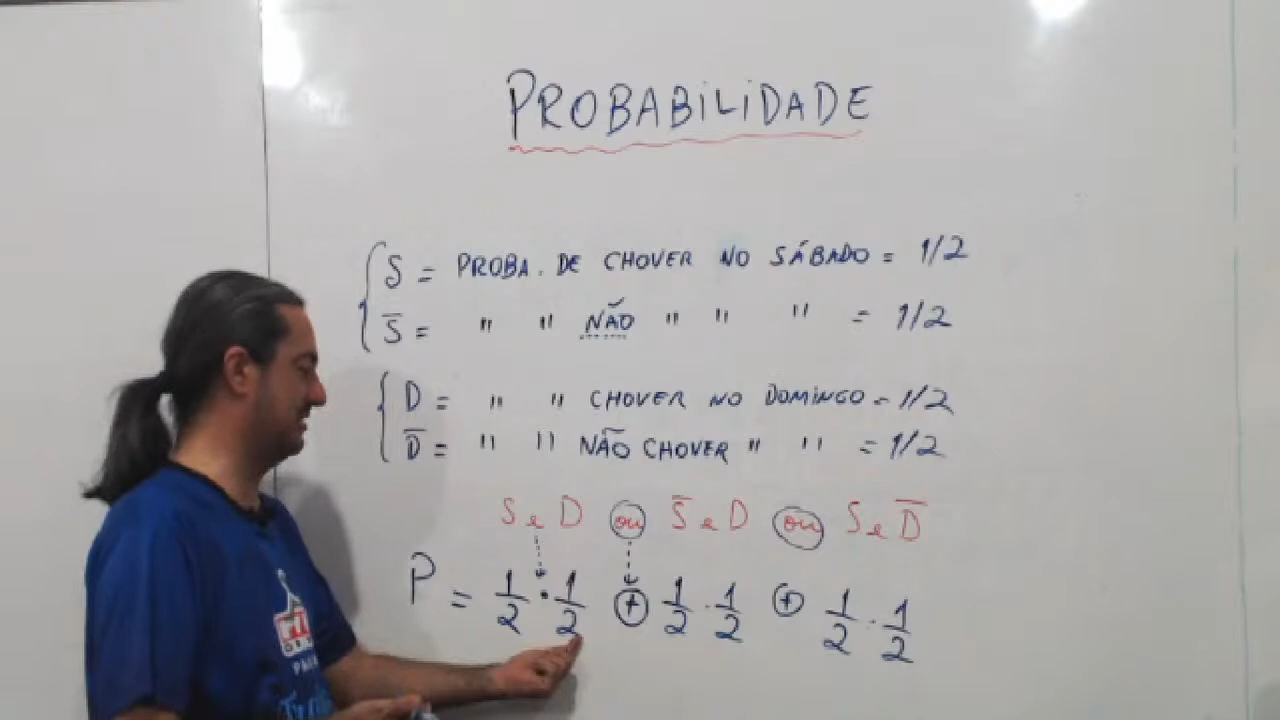 PROBABILIDADE
S = PROBA. DE CHOVER NO SÁBADO = 1/2
S̅ = " " NÃO " " " = 1/2
D = " " CHOVER NO DOMINGO = 1/2
D̅ = " " NÃO CHOVER " " = 1/2
S e D ou S̅ e D ou S e D̅
P = 1/2 · 1/2 + 1/2 · 1/2 + 1/2 · 1/2